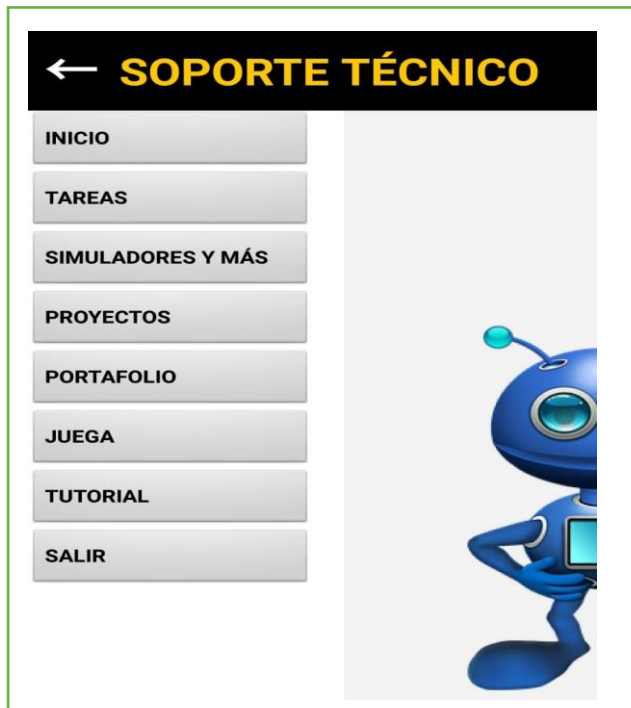 SOPORTE TÉCNICO
INICIO
TAREAS
SIMULADORES Y MÁS
PROYECTOS
PORTAFOLIO
JUEGA
TUTORIAL
SALIR